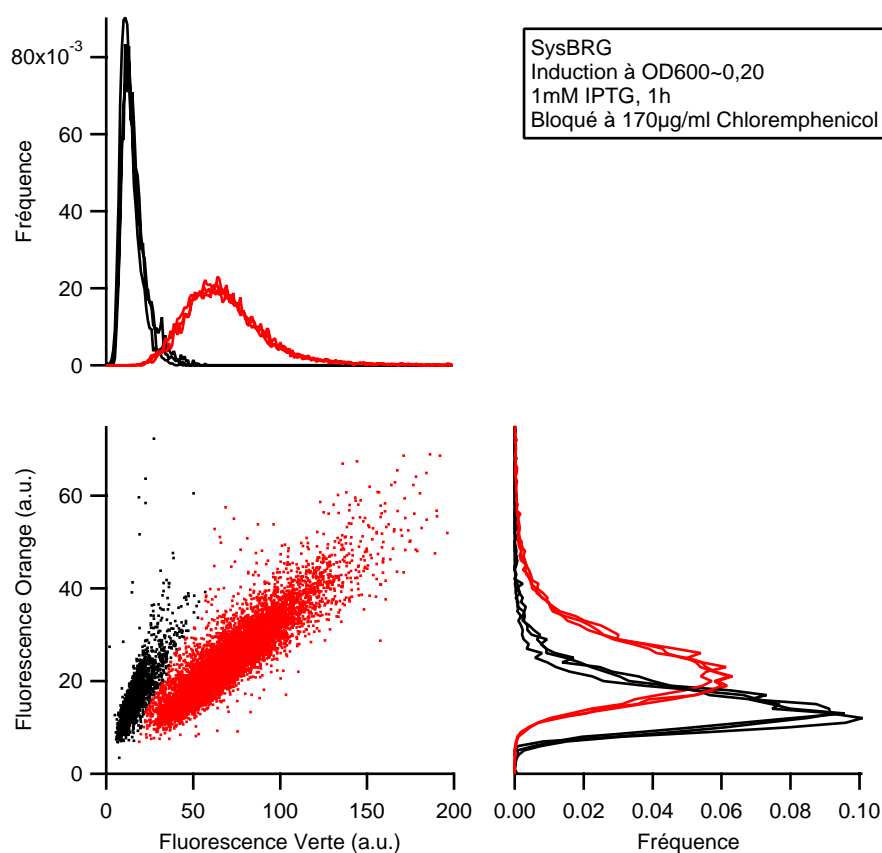 80x10-3
60
40
20
0
Fréquence
SysBRG
Induction à OD600~0,20
1mM IPTG, 1h
Bloqué à 170µg/ml Chloremphenicol
60
40
20
0
Fluorescence Orange (a.u.)
0 50 100 150 200
Fluorescence Verte (a.u.)
0.00 0.02 0.04 0.06 0.08 0.10
Fréquence